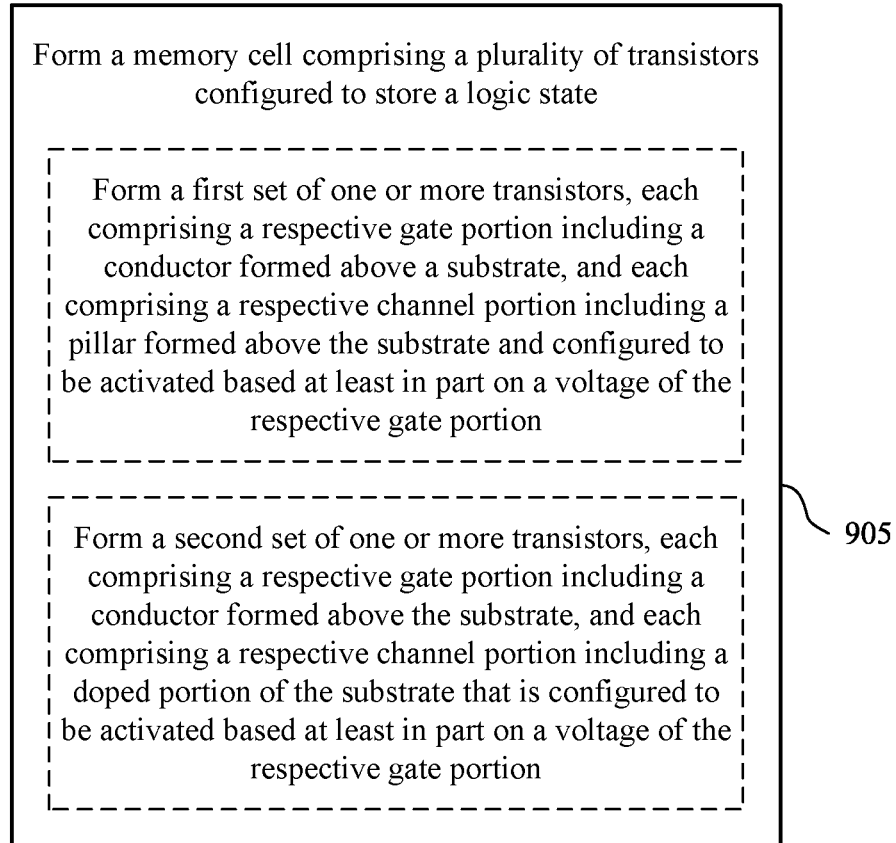 Form a memory cell comprising a plurality of transistors
configured to store a logic state
Form a first set of one or more transistors, each
comprising a respective gate portion including a
conductor formed above a substrate, and each
comprising a respective channel portion including a
pillar formed above the substrate and configured to
be activated based at least in part on a voltage of the
respective gate portion
Form a second set of one or more transistors, each
comprising a respective gate portion including a
conductor formed above the substrate, and each
comprising a respective channel portion including a
doped portion of the substrate that is configured to
be activated based at least in part on a voltage of the
respective gate portion
905